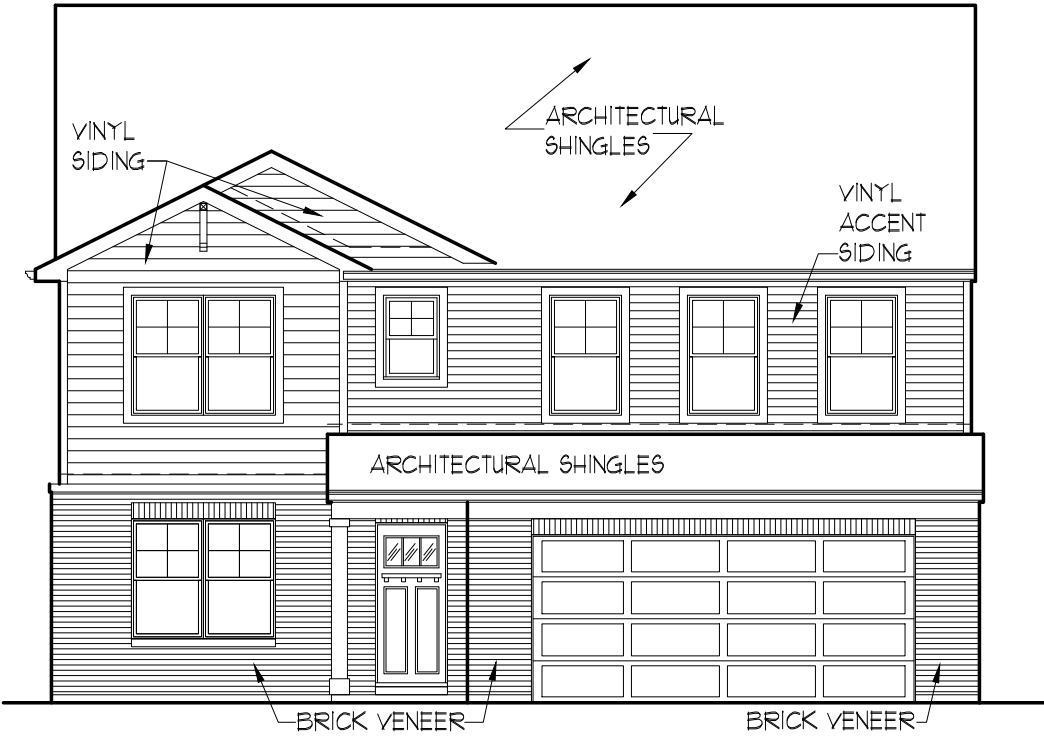 ARCHITECTURAL
SHINGLES
VINYL
SIDING
VINYL
ACCENT
SIDING
ARCHITECTURAL SHINGLES
BRICK VENEER
BRICK VENEER